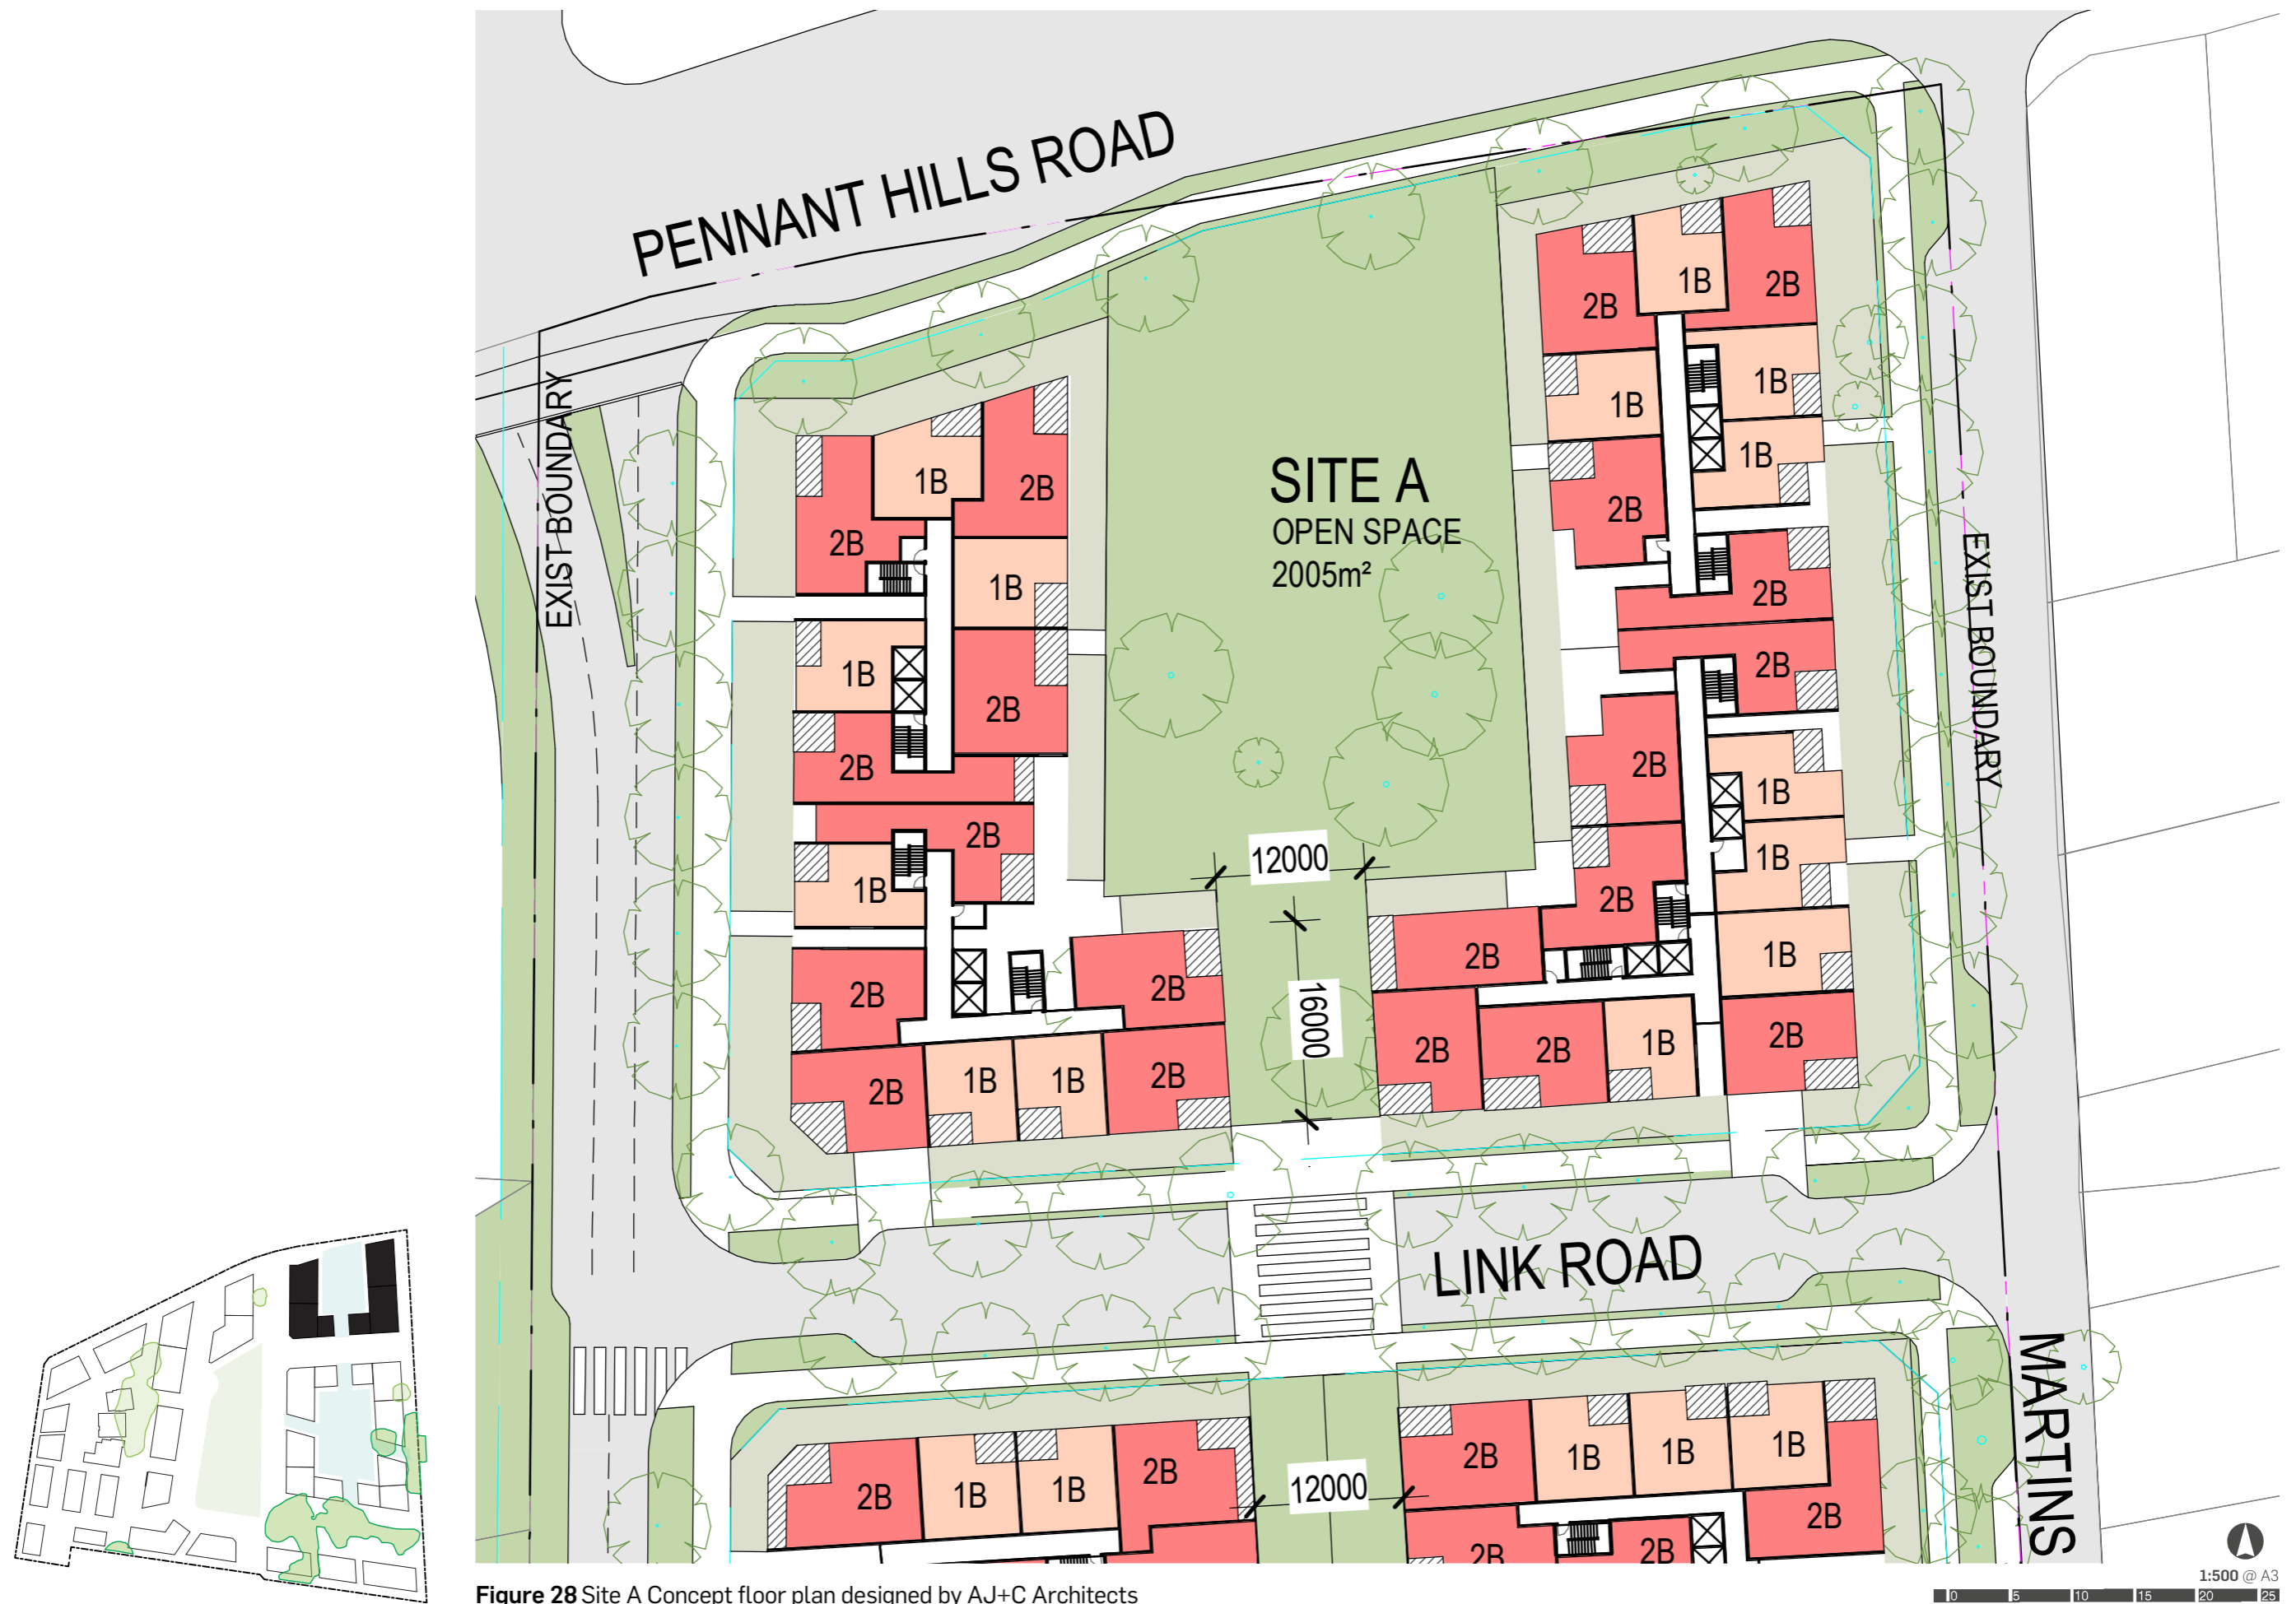 PENNANT HILLS ROAD
EXIST BOUNDARY
SITE A
OPEN SPACE
2005m²
EXIST BOUNDARY
2B
1B
2B
2B
1B
1B
2B
2B
1B
2B
2B
1B
2B
2B
2B
1B
1B
2B
2B
1B
2B
2B
1B
1B
1B
2B
2B
2B
2B
1B
1B
2B
2B
1B
2B
2B
1B
2B
12000
16000
LINK ROAD
MARTINS
2B
1B
1B
2B
12000
2B
1B
1B
1B
2B
2B
2B
1:500 @ A3
0 5 10 15 20 25
Figure 28 Site A Concept floor plan designed by AJ+C Architects